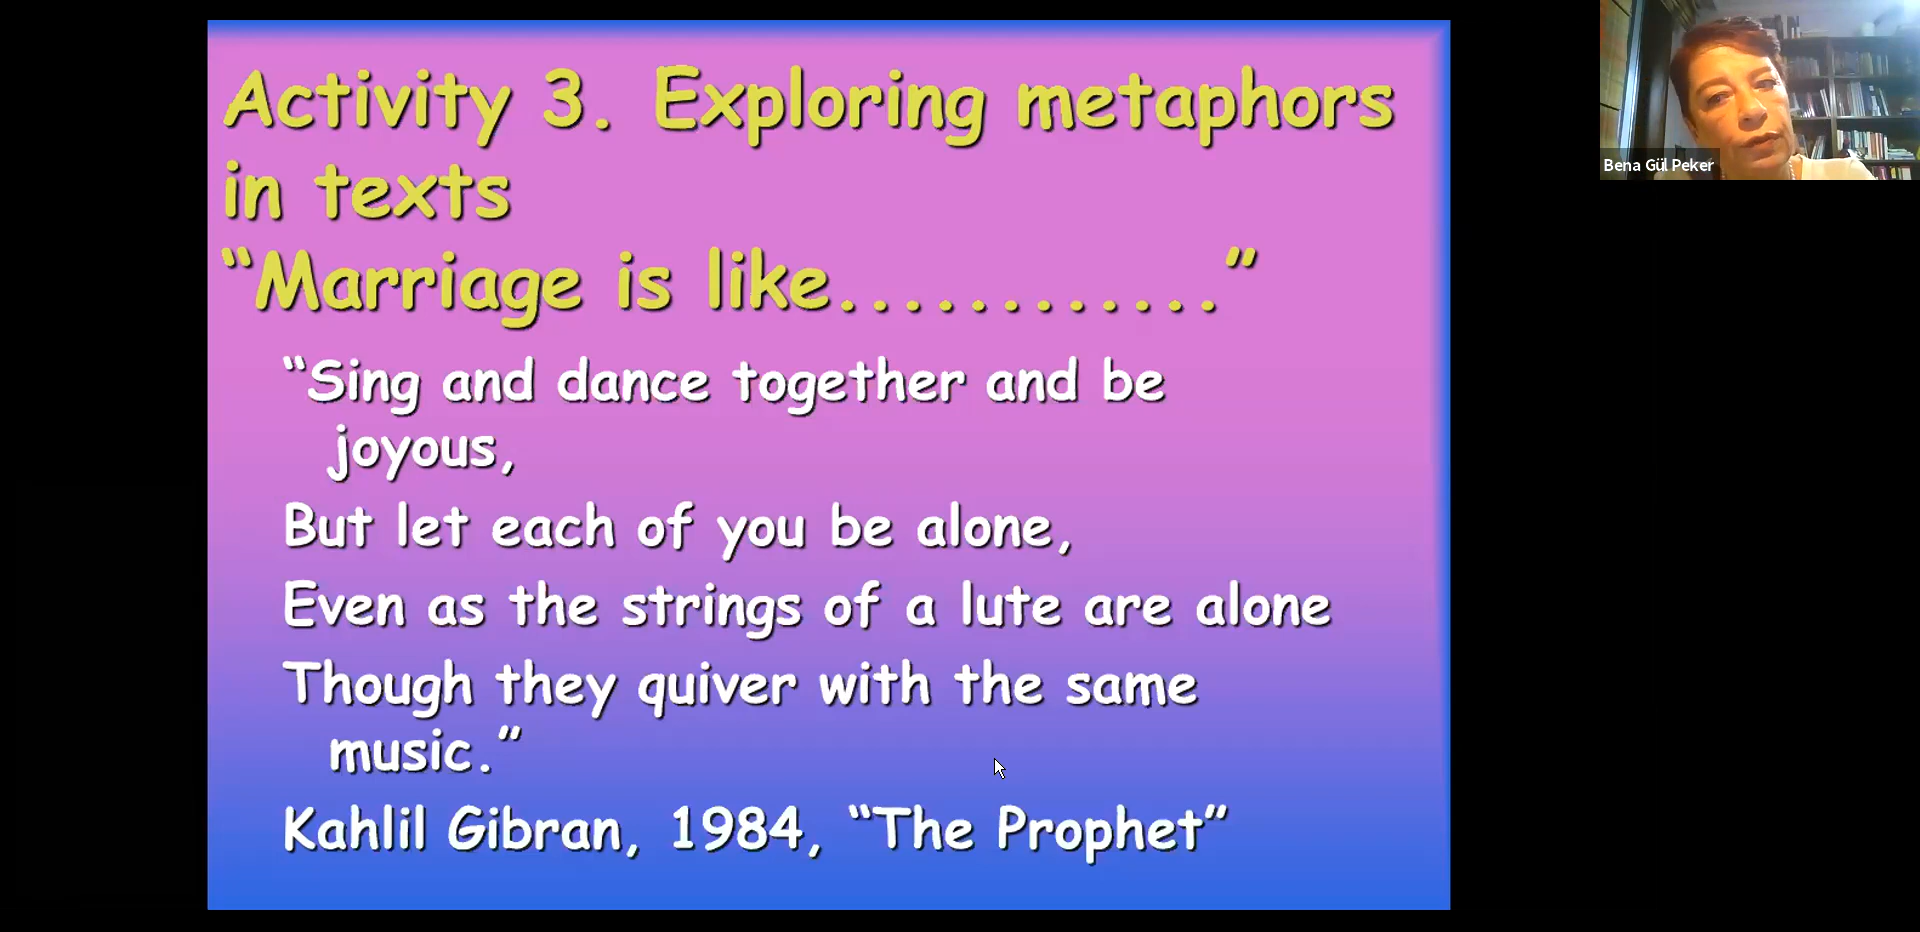 Activity 3. Exploring metaphors
in texts
“Marriage is like............”
“Sing and dance together and be
joyous,
But let each of you be alone,
Even as the strings of a lute are alone
Though they quiver with the same
music.”
Kahlil Gibran, 1984, “The Prophet”
Bena Gül Peker